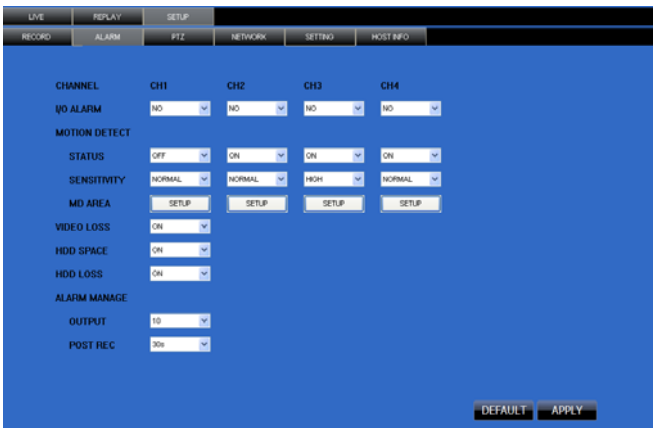 LIVE REPLAY SETUP
RECORD ALARM PTZ NETWORK SETTING HOST INFO
CHANNEL CH1 CH2 CH3 CH4
I/O ALARM NO NO NO NO
MOTION DETECT
STATUS OFF ON ON ON
SENSITIVITY NORMAL NORMAL HIGH NORMAL
MD AREA SETUP SETUP SETUP SETUP
VIDEO LOSS ON
HDD SPACE ON
HDD LOSS ON
ALARM MANAGE
OUTPUT 10
POST REC 30s
DEFAULT APPLY